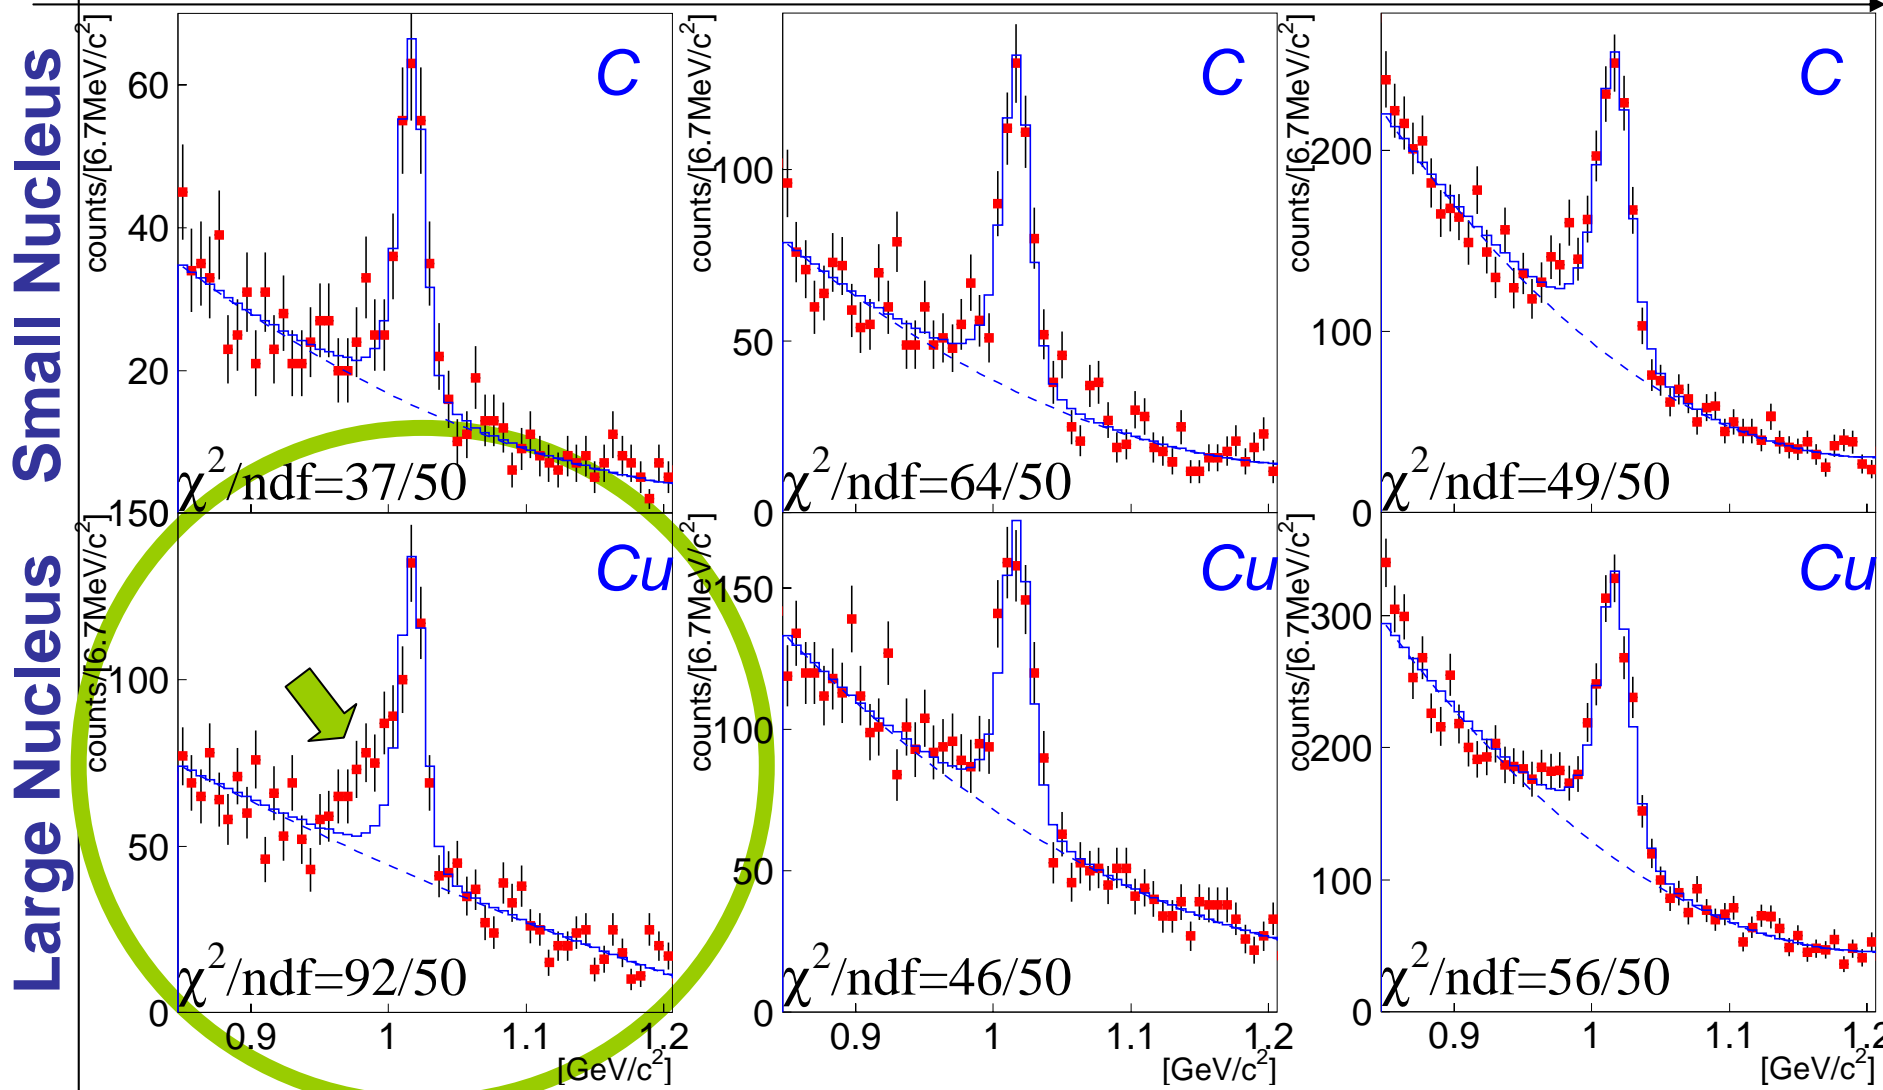 Small Nucleus
counts/[6.7MeV/c²]
60
40
20
C
χ²/ndf=37/50
counts/[6.7MeV/c²]
100
50
0
C
χ²/ndf=64/50
counts/[6.7MeV/c²]
200
100
0
C
χ²/ndf=49/50
Large Nucleus
counts/[6.7MeV/c²]
150
100
50
0
Cu
χ²/ndf=92/50
0.9 1 1.1 1.2
[GeV/c²]
counts/[6.7MeV/c²]
150
100
50
0
Cu
χ²/ndf=46/50
0.9 1 1.1 1.2
[GeV/c²]
counts/[6.7MeV/c²]
300
200
100
0
Cu
χ²/ndf=56/50
0.9 1 1.1 1.2
[GeV/c²]